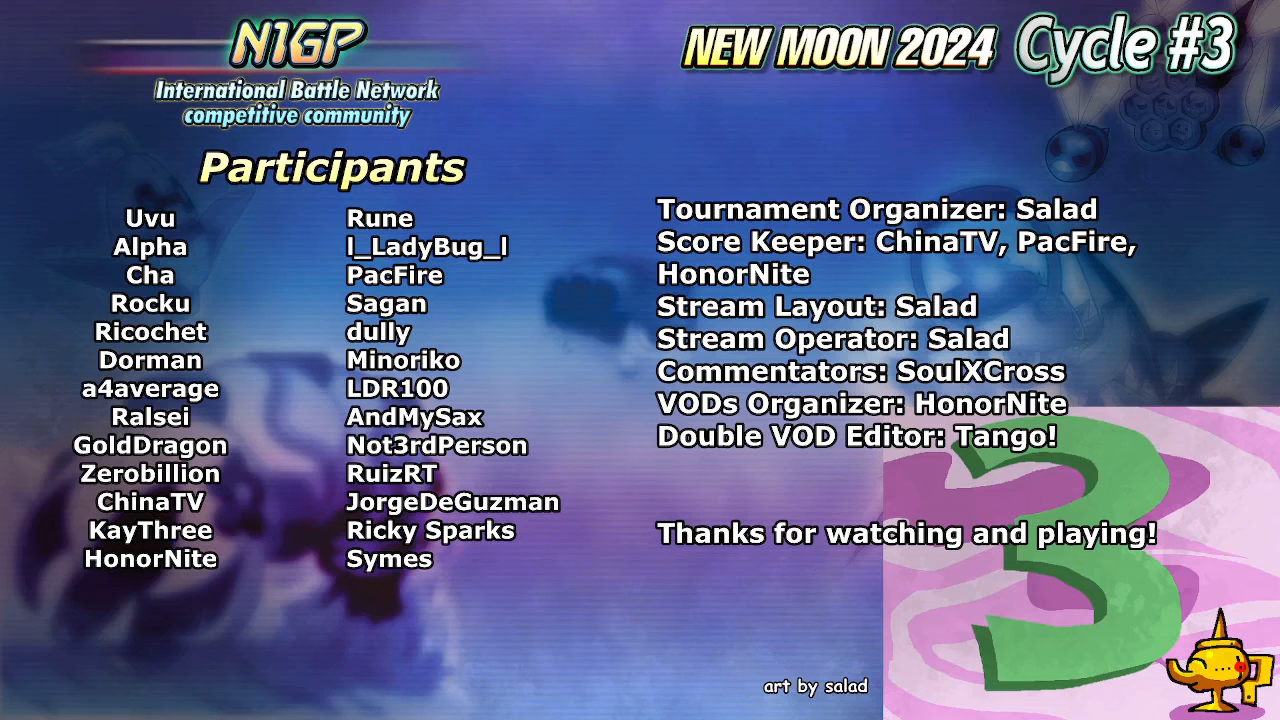 N1GP
International Battle Network
competitive community
NEW MOON 2024 Cycle #3
Participants
Uvu
Alpha
Cha
Rocku
Ricochet
Dorman
a4average
Ralsei
GoldDragon
Zerobillion
ChinaTV
KayThree
HonorNite
Rune
l_LadyBug_l
PacFire
Sagan
dully
Minoriko
LDR100
AndMySax
Not3rdPerson
RuizRT
JorgeDeGuzman
Ricky Sparks
Symes
Tournament Organizer: Salad
Score Keeper: ChinaTV, PacFire,
HonorNite
Stream Layout: Salad
Stream Operator: Salad
Commentators: SoulXCross
VODs Organizer: HonorNite
Double VOD Editor: Tango!
Thanks for watching and playing!
3
art by salad